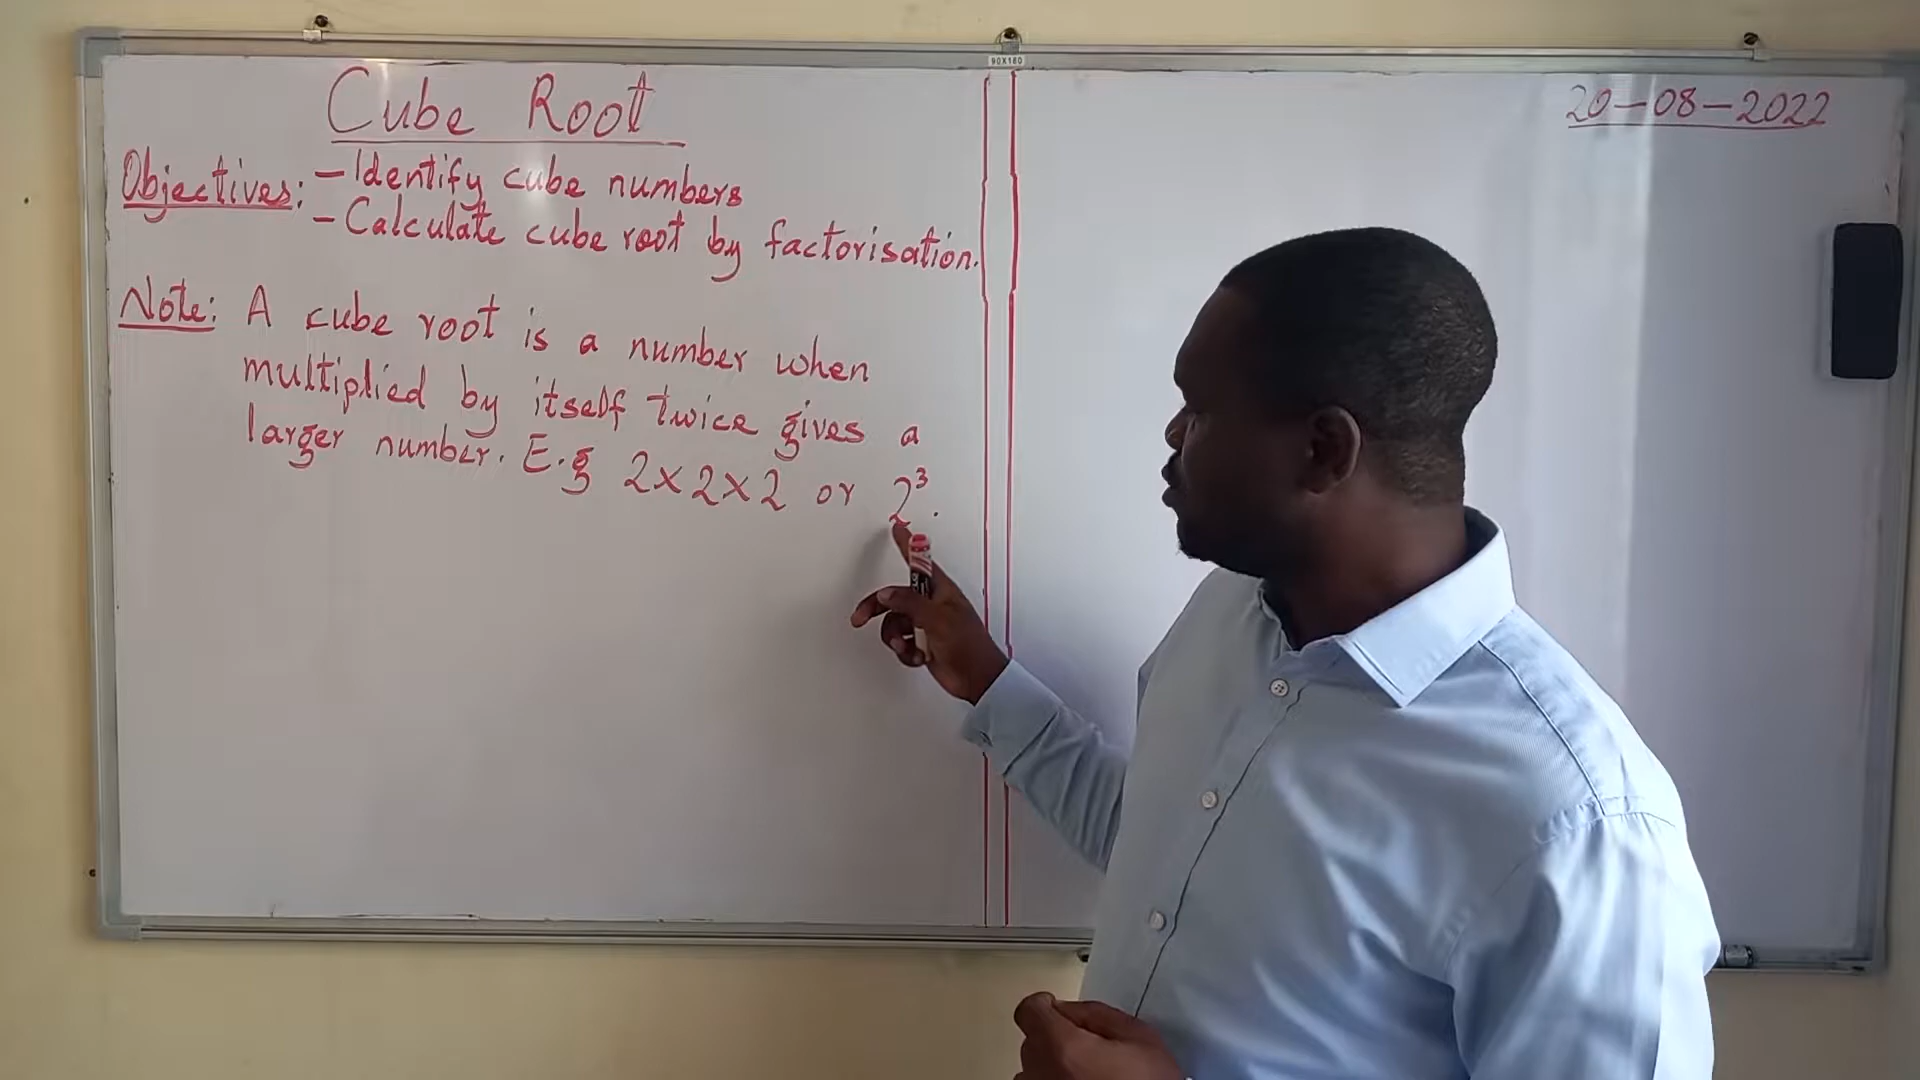 90X180
Cube Root
20-08-2022
Objectives: - Identify cube numbers
- Calculate cube root by factorisation.
Note: A cube root is a number when
multiplied by itself twice gives a
larger number. E.g 2×2×2 or 2³.